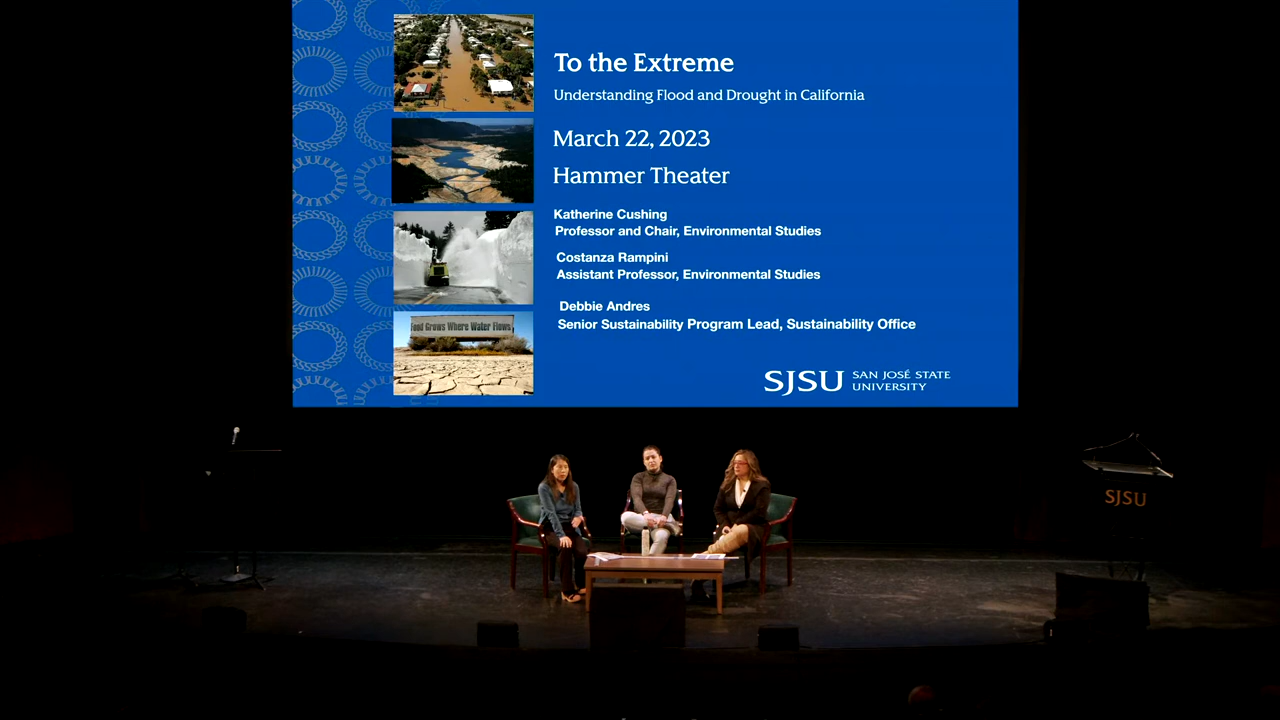 To the Extreme
Understanding Flood and Drought in California
March 22, 2023
Hammer Theater
Katherine Cushing
Professor and Chair, Environmental Studies
Costanza Rampini
Assistant Professor, Environmental Studies
Debbie Andres
Senior Sustainability Program Lead, Sustainability Office
Food Grows Where Water Flows
SJSU SAN JOSÉ STATE
UNIVERSITY
SJSU